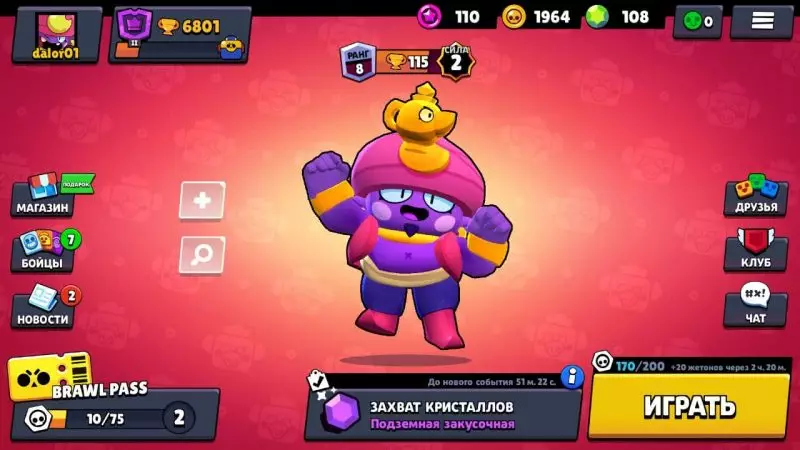 dalor01
II
6801
110
1964
108
0
РАНГ
8
115
СИЛА
2
МАГАЗИН
ПОДАРОК
БОЙЦЫ
7
НОВОСТИ
2
ДРУЗЬЯ
КЛУБ
#x!
ЧАТ
BRAWL PASS
10/75
2
До нового события 51 м. 22 с.
i
ЗАХВАТ КРИСТАЛЛОВ
Подземная закусочная
170/200
+20 жетонов через 2 ч. 20 м.
ИГРАТЬ